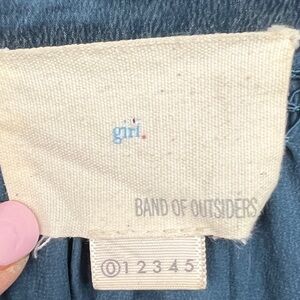 girl.
BAND OF OUTSIDERS
0 1 2 3 4 5